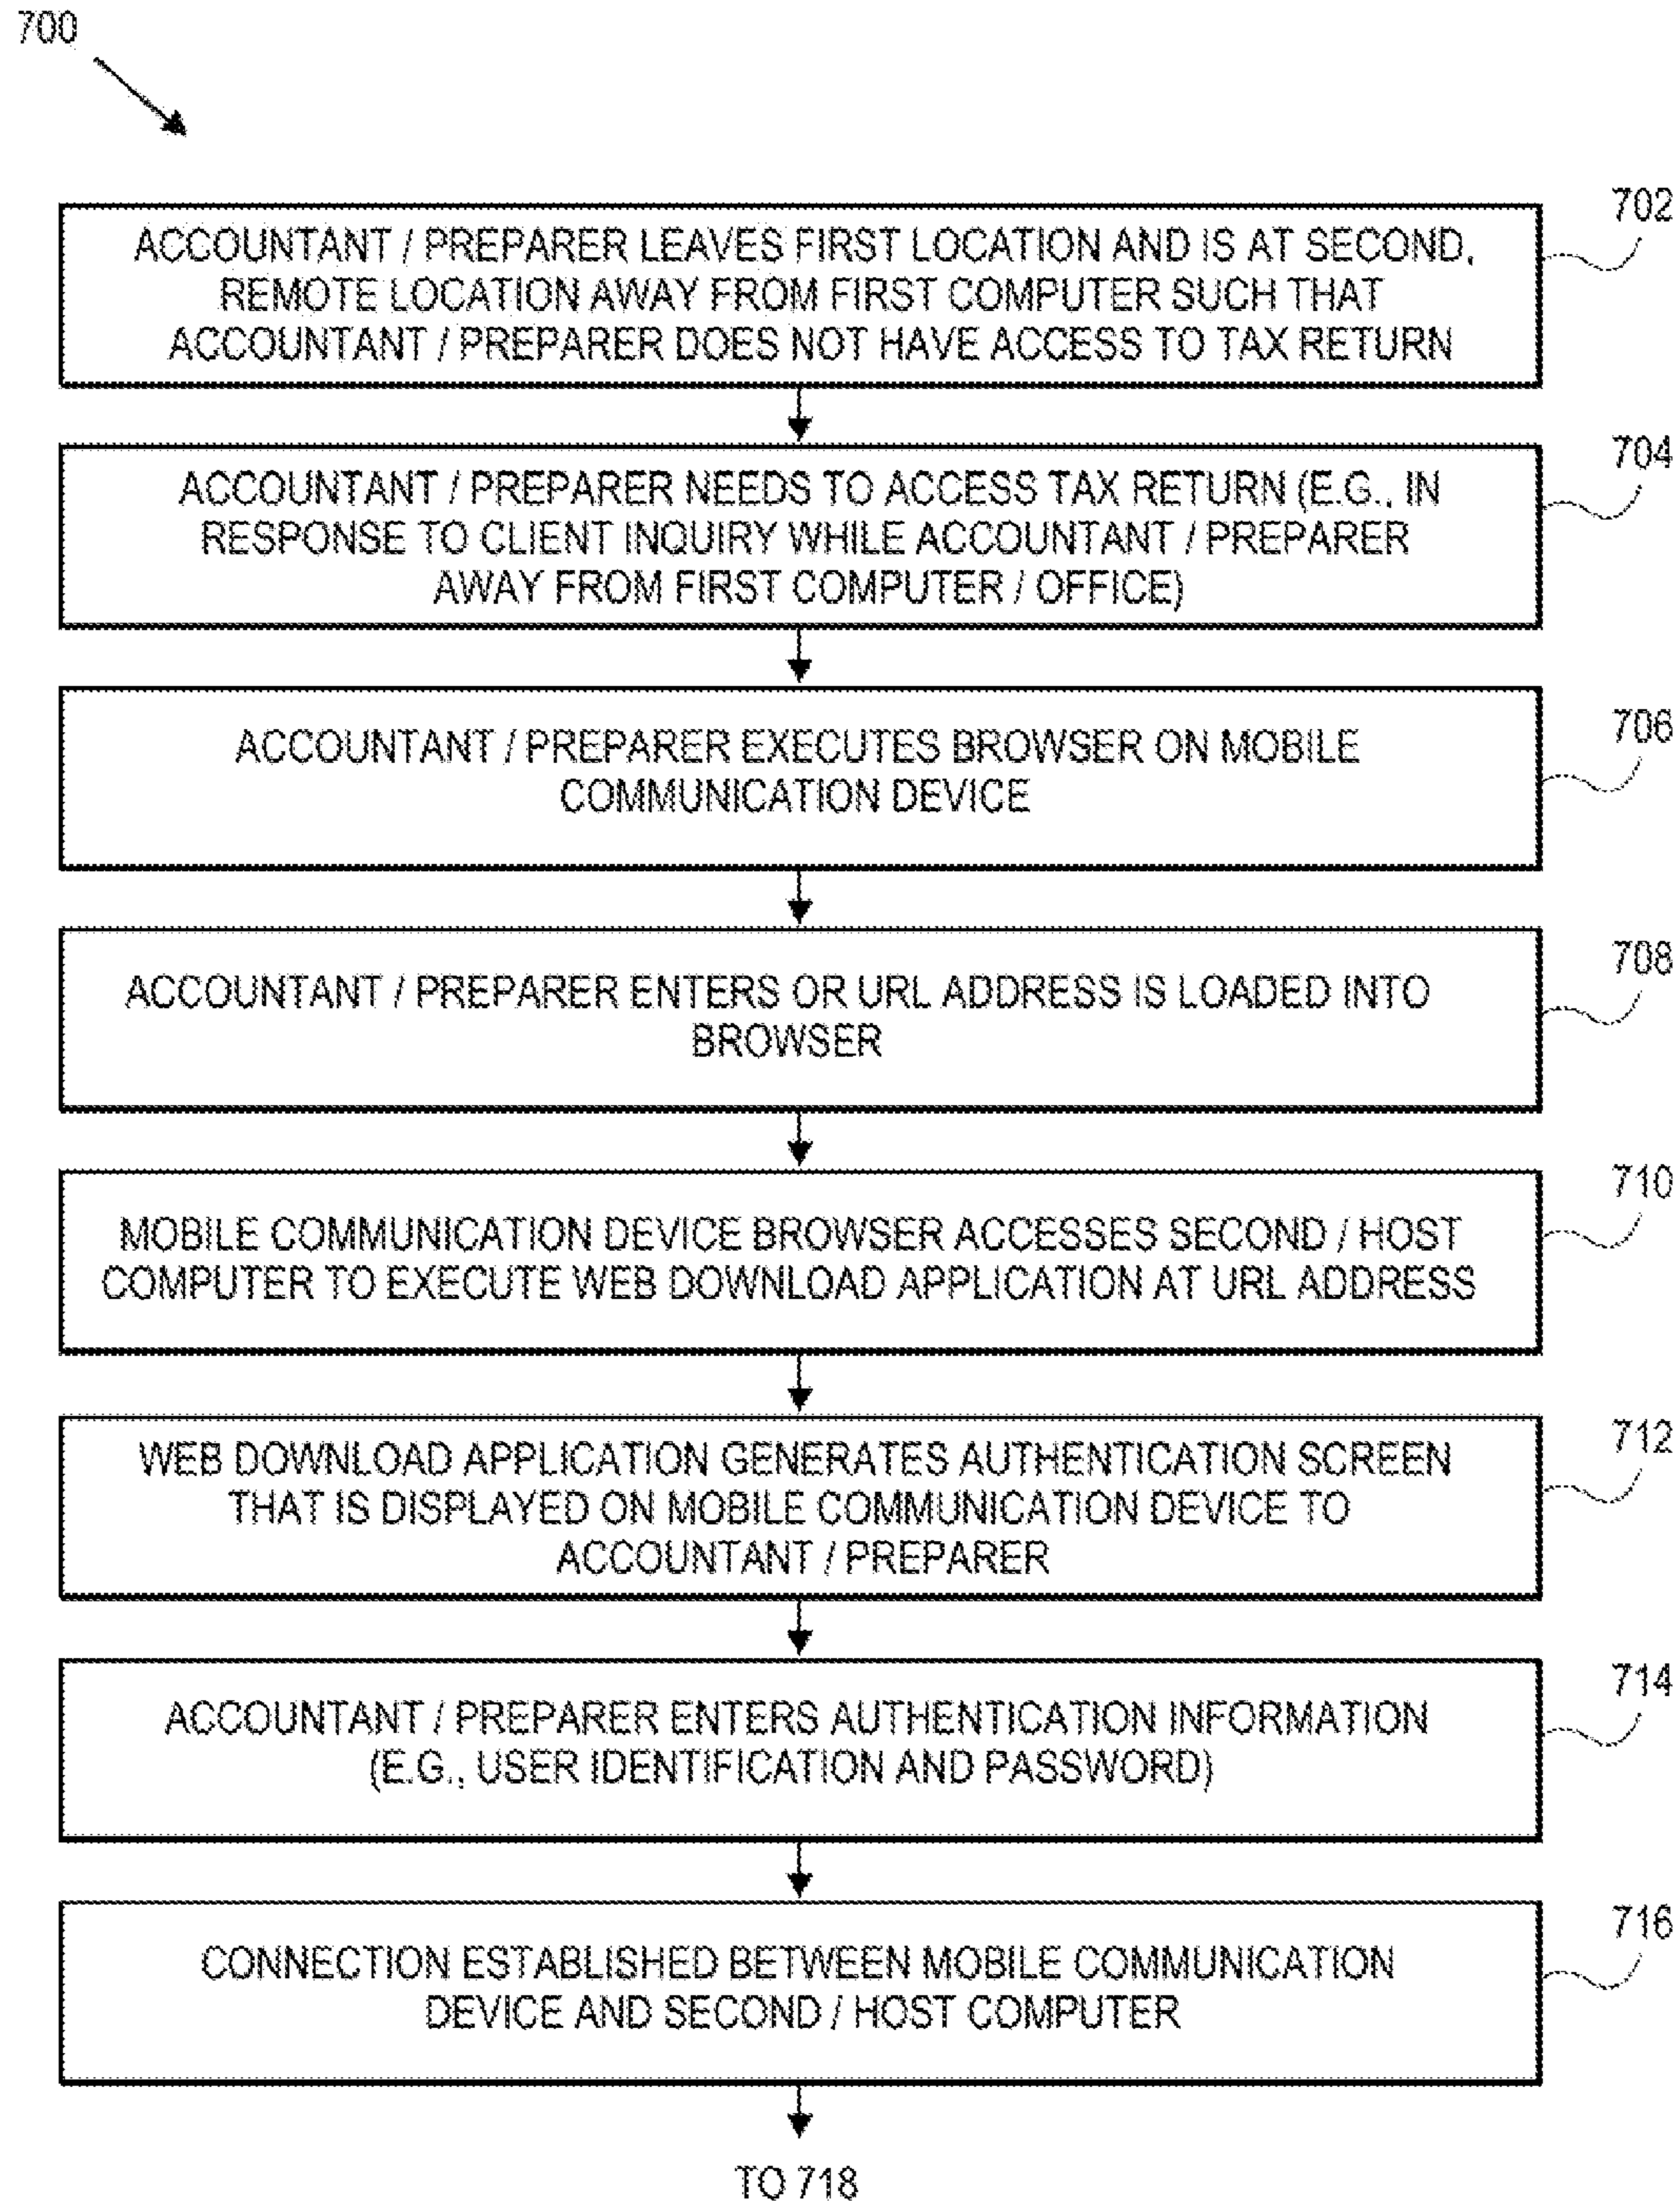 700
702
ACCOUNTANT / PREPARER LEAVES FIRST LOCATION AND IS AT SECOND,
REMOTE LOCATION AWAY FROM FIRST COMPUTER SUCH THAT
ACCOUNTANT / PREPARER DOES NOT HAVE ACCESS TO TAX RETURN
704
ACCOUNTANT / PREPARER NEEDS TO ACCESS TAX RETURN (E.G., IN
RESPONSE TO CLIENT INQUIRY WHILE ACCOUNTANT / PREPARER
AWAY FROM FIRST COMPUTER / OFFICE)
706
ACCOUNTANT / PREPARER EXECUTES BROWSER ON MOBILE
COMMUNICATION DEVICE
708
ACCOUNTANT / PREPARER ENTERS OR URL ADDRESS IS LOADED INTO
BROWSER
710
MOBILE COMMUNICATION DEVICE BROWSER ACCESSES SECOND / HOST
COMPUTER TO EXECUTE WEB DOWNLOAD APPLICATION AT URL ADDRESS
712
WEB DOWNLOAD APPLICATION GENERATES AUTHENTICATION SCREEN
THAT IS DISPLAYED ON MOBILE COMMUNICATION DEVICE TO
ACCOUNTANT / PREPARER
714
ACCOUNTANT / PREPARER ENTERS AUTHENTICATION INFORMATION
(E.G., USER IDENTIFICATION AND PASSWORD)
716
CONNECTION ESTABLISHED BETWEEN MOBILE COMMUNICATION
DEVICE AND SECOND / HOST COMPUTER
TO 718